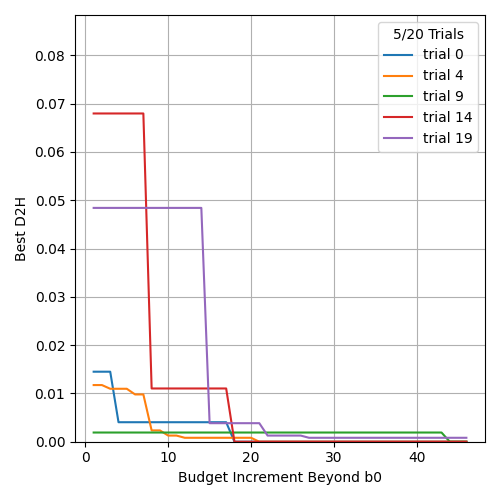 5/20 Trials
trial 0
trial 4
trial 9
trial 14
trial 19
Best D2H
0.08
0.07
0.06
0.05
0.04
0.03
0.02
0.01
0.00
0 10 20 30 40
Budget Increment Beyond b0